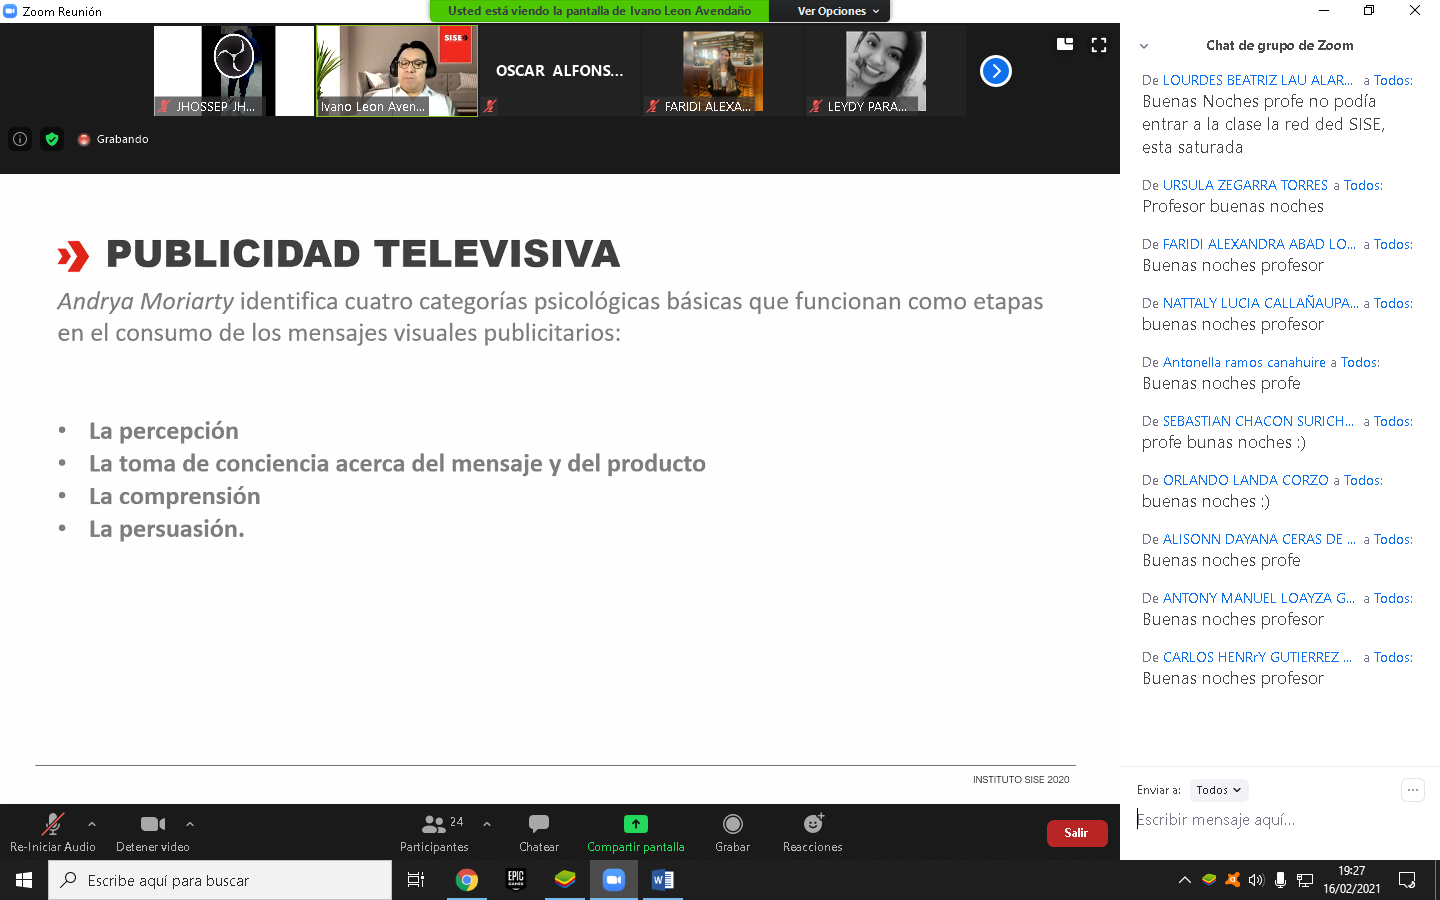 Zoom Reunión
Usted está viendo la pantalla de Ivano Leon Avendaño
Ver Opciones
JHOSSEP JH...
Ivano Leon Aven...
SISE
OSCAR ALFONS...
FARIDI ALEXA...
LEYDY PARA...
Grabando
PUBLICIDAD TELEVISIVA
Andrya Moriarty identifica cuatro categorías psicológicas básicas que funcionan como etapas
en el consumo de los mensajes visuales publicitarios:
• La percepción
• La toma de conciencia acerca del mensaje y del producto
• La comprensión
• La persuasión.
INSTITUTO SISE 2020
Chat de grupo de Zoom
De LOURDES BEATRIZ LAU ALAR... a Todos:
Buenas Noches profe no podía
entrar a la clase la red ded SISE,
esta saturada
De URSULA ZEGARRA TORRES a Todos:
Profesor buenas noches
De FARIDI ALEXANDRA ABAD LO... a Todos:
Buenas noches profesor
De NATTALY LUCIA CALLAÑAUPA... a Todos:
buenas noches profesor
De Antonella ramos canahuire a Todos:
Buenas noches profe
De SEBASTIAN CHACON SURICH... a Todos:
profe bunas noches :)
De ORLANDO LANDA CORZO a Todos:
buenas noches :)
De ALISONN DAYANA CERAS DE ... a Todos:
Buenas noches profe
De ANTONY MANUEL LOAYZA G... a Todos:
Buenas noches profesor
De CARLOS HENRrY GUTIERREZ ... a Todos:
Buenas noches profesor
Enviar a: Todos
Escribir mensaje aquí...
Re-Iniciar Audio
Detener video
24
Participantes
Chatear
Compartir pantalla
Grabar
Reacciones
Salir
Escribe aquí para buscar
EPIC
GAMES
19:27
16/02/2021